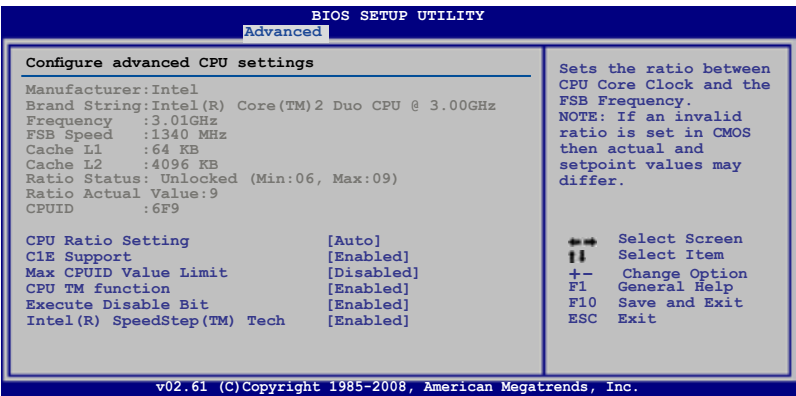 BIOS SETUP UTILITY
Advanced
Configure advanced CPU settings
Manufacturer:Intel
Brand String:Intel(R) Core(TM)2 Duo CPU @ 3.00GHz
Frequency :3.01GHz
FSB Speed :1340 MHz
Cache L1 :64 KB
Cache L2 :4096 KB
Ratio Status: Unlocked (Min:06, Max:09)
Ratio Actual Value:9
CPUID :6F9
CPU Ratio Setting [Auto]
C1E Support [Enabled]
Max CPUID Value Limit [Disabled]
CPU TM function [Enabled]
Execute Disable Bit [Enabled]
Intel(R) SpeedStep(TM) Tech [Enabled]
Sets the ratio between
CPU Core Clock and the
FSB Frequency.
NOTE: If an invalid
ratio is set in CMOS
then actual and
setpoint values may
differ.
←→ Select Screen
↑↓ Select Item
+- Change Option
F1 General Help
F10 Save and Exit
ESC Exit
v02.61 (C)Copyright 1985-2008, American Megatrends, Inc.